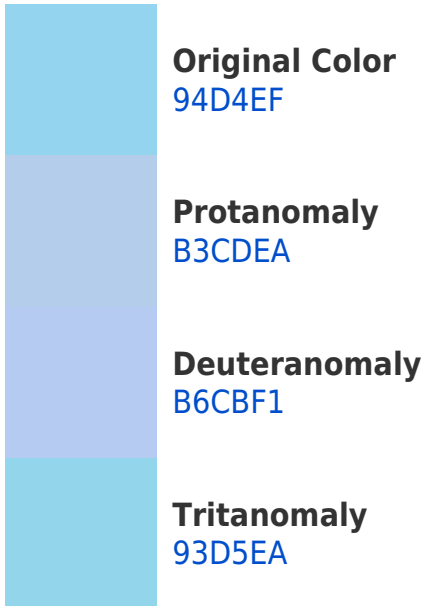 Original Color
94D4EF
Protanomaly
B3CDEA
Deuteranomaly
B6CBF1
Tritanomaly
93D5EA